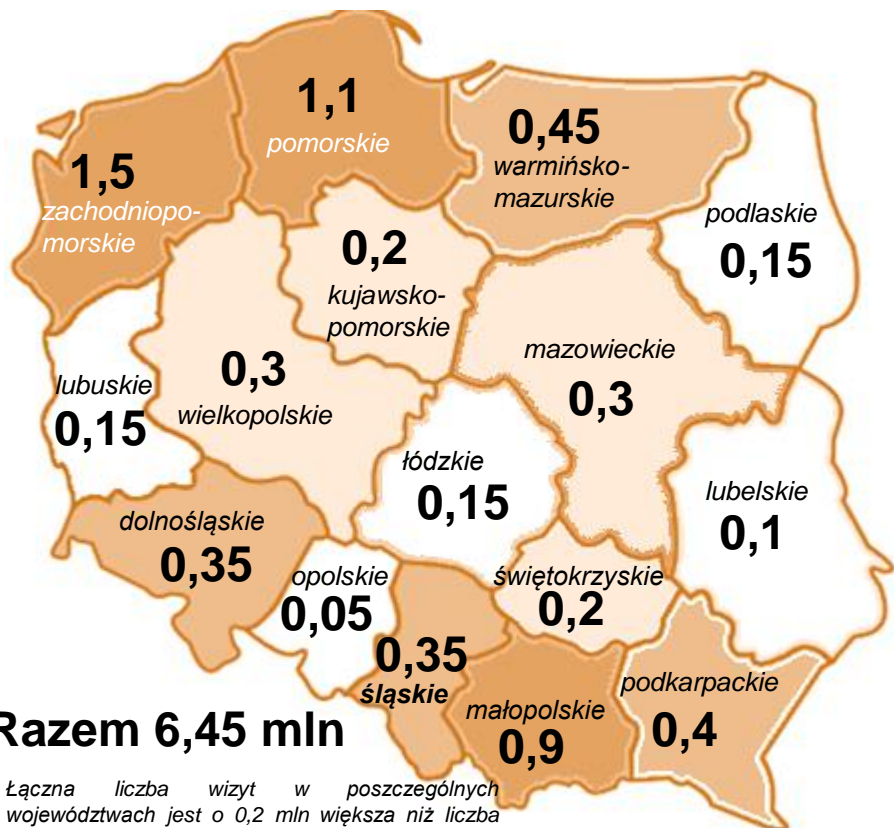 1,1
pomorskie
0,45
warmińsko-
mazurskie
1,5
zachodniopo-
morskie
podlaskie
0,15
0,2
kujawsko-
pomorskie
mazowieckie
0,3
0,3
wielkopolskie
lubuskie
0,15
łódzkie
0,15
lubelskie
0,1
dolnośląskie
0,35
opolskie
0,05
świętokrzyskie
0,2
0,35
śląskie
podkarpackie
0,4
małopolskie
0,9
Razem 6,45 mln
Łączna liczba wizyt w poszczególnych
województwach jest o 0,2 mln większa niż liczba